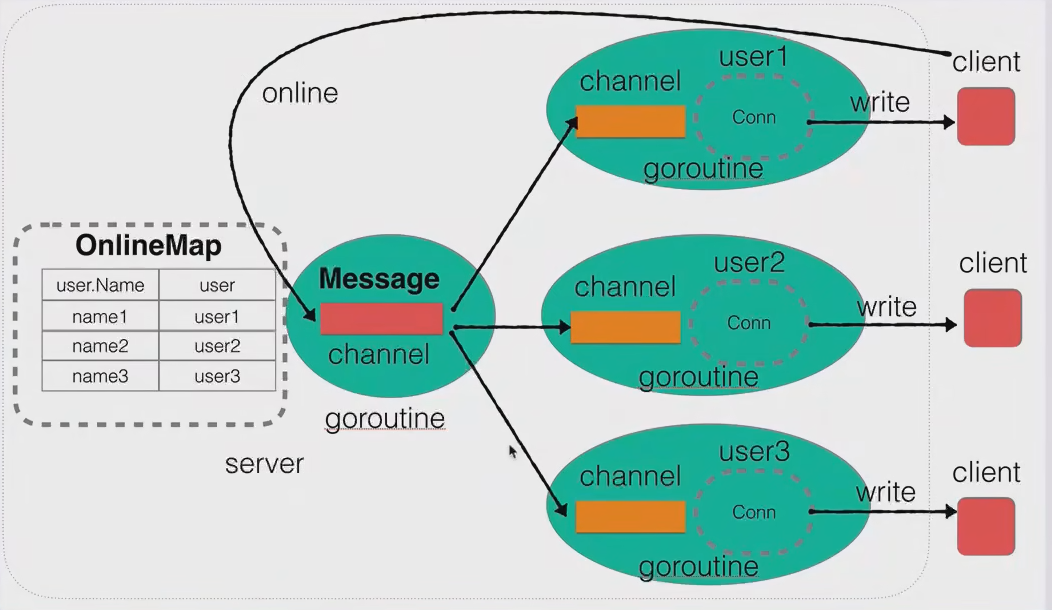 online
OnlineMap
user.Name user
name1 user1
name2 user2
name3 user3
Message
channel
goroutine
server
user1
channel
Conn
goroutine
write
client
user2
channel
Conn
goroutine
write
client
user3
channel
Conn
goroutine
write
client